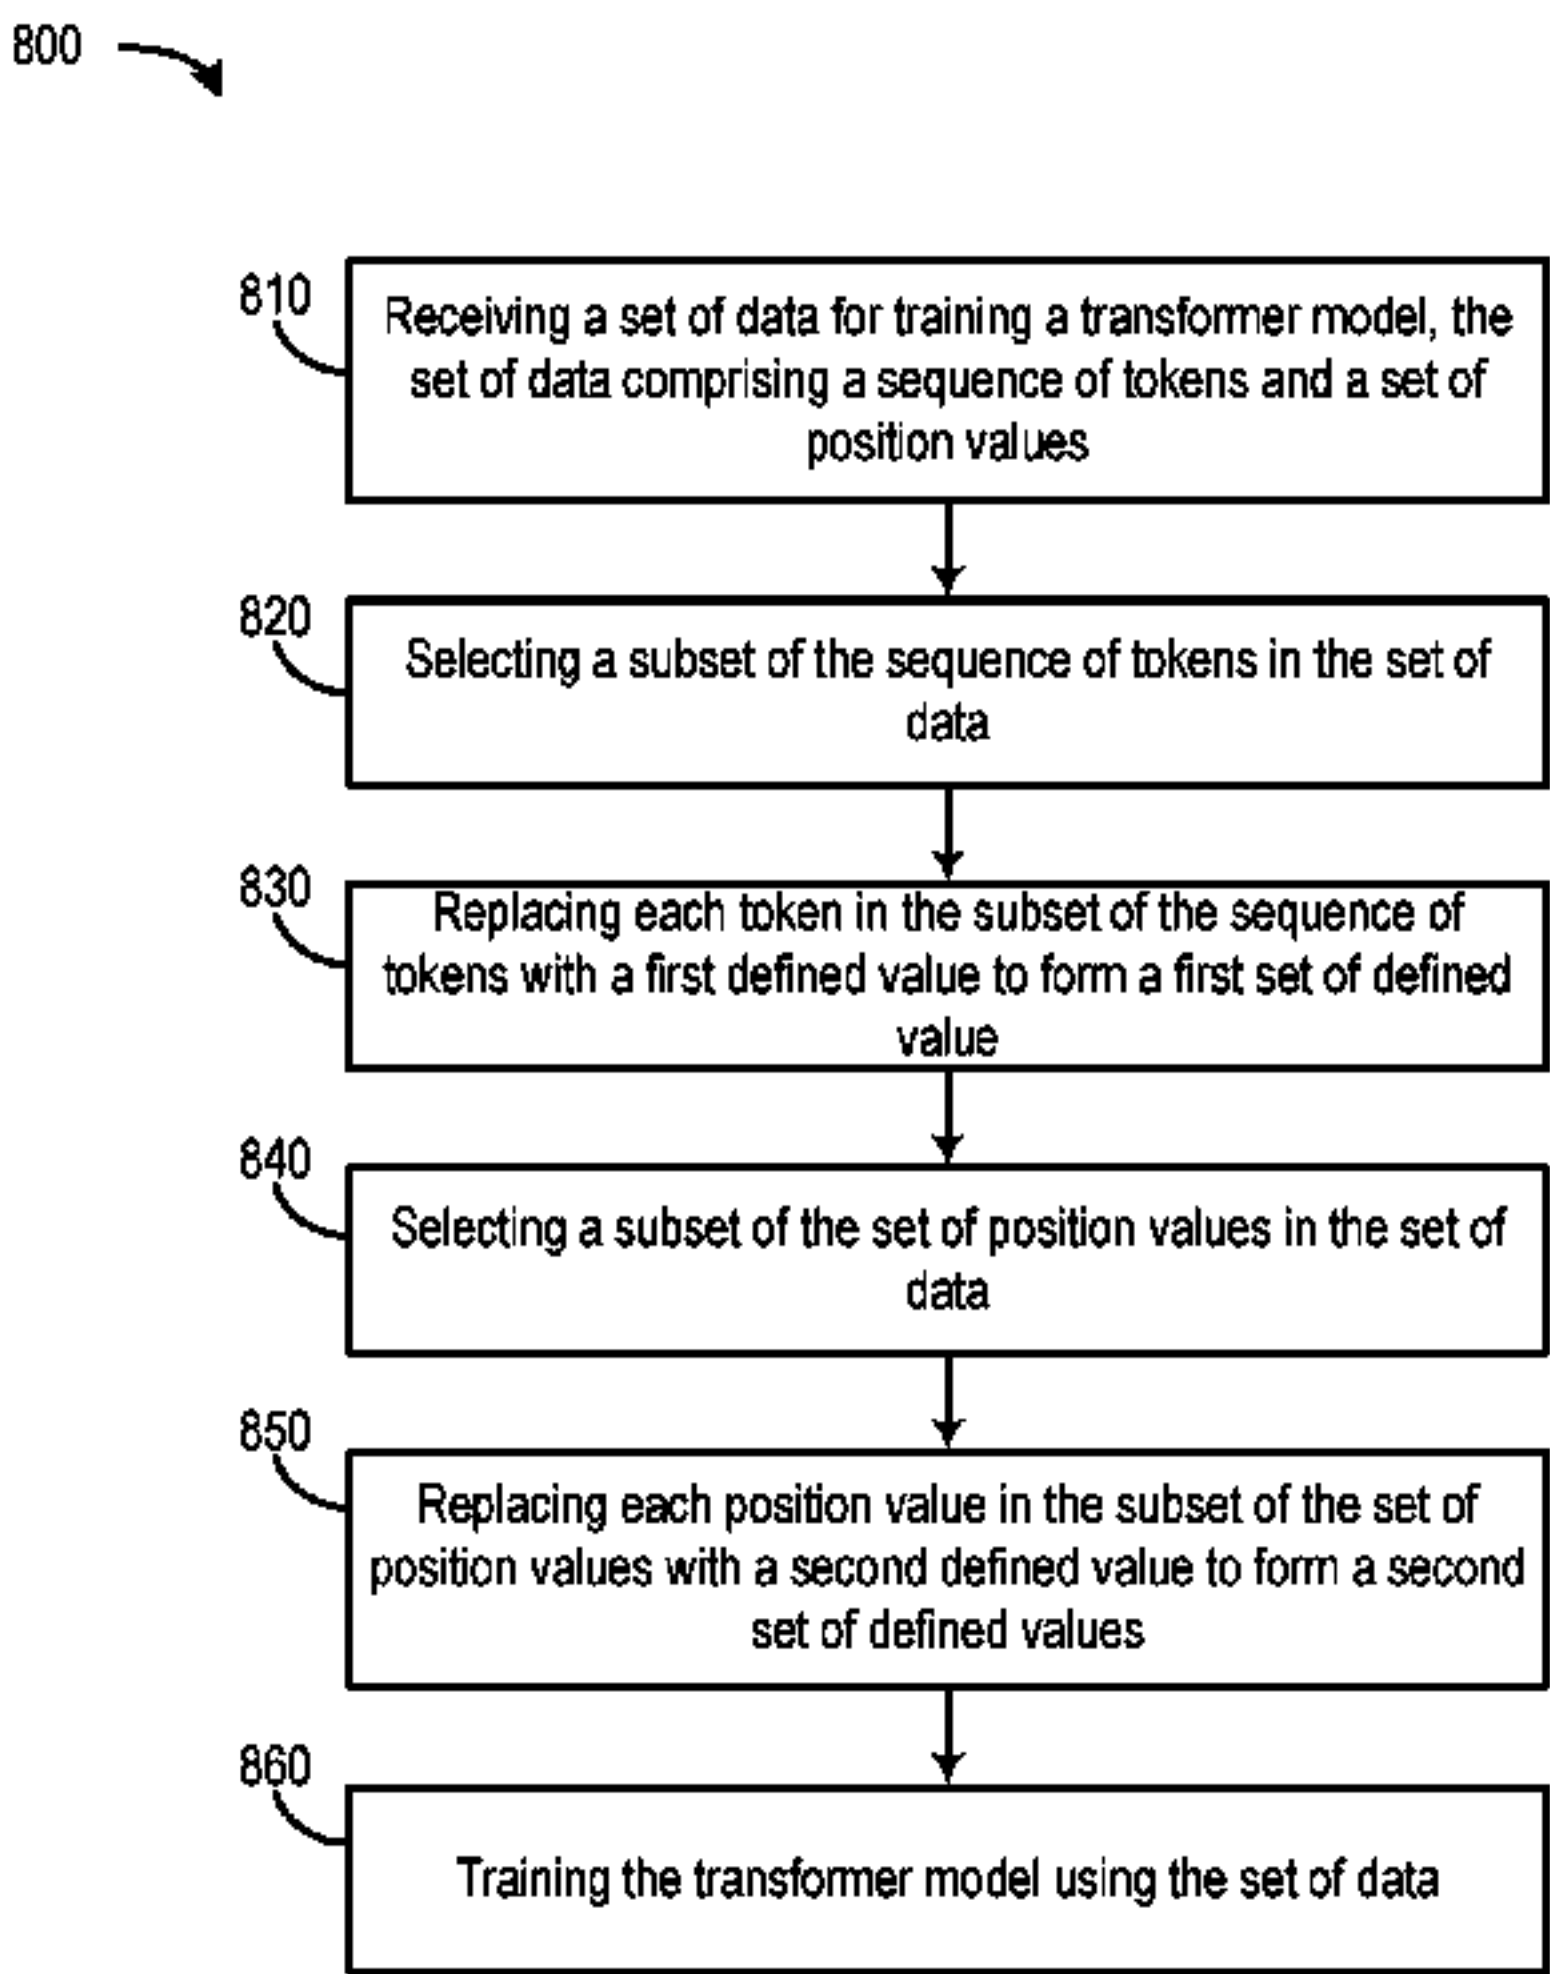 800
810
Receiving a set of data for training a transformer model, the
set of data comprising a sequence of tokens and a set of
position values
820
Selecting a subset of the sequence of tokens in the set of
data
830
Replacing each token in the subset of the sequence of
tokens with a first defined value to form a first set of defined
value
840
Selecting a subset of the set of position values in the set of
data
850
Replacing each position value in the subset of the set of
position values with a second defined value to form a second
set of defined values
860
Training the transformer model using the set of data